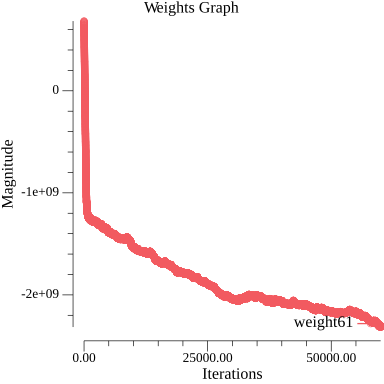 Weights Graph
0
-1e+09
-2e+09
Magnitude
weight61
0.00
25000.00
50000.00
Iterations